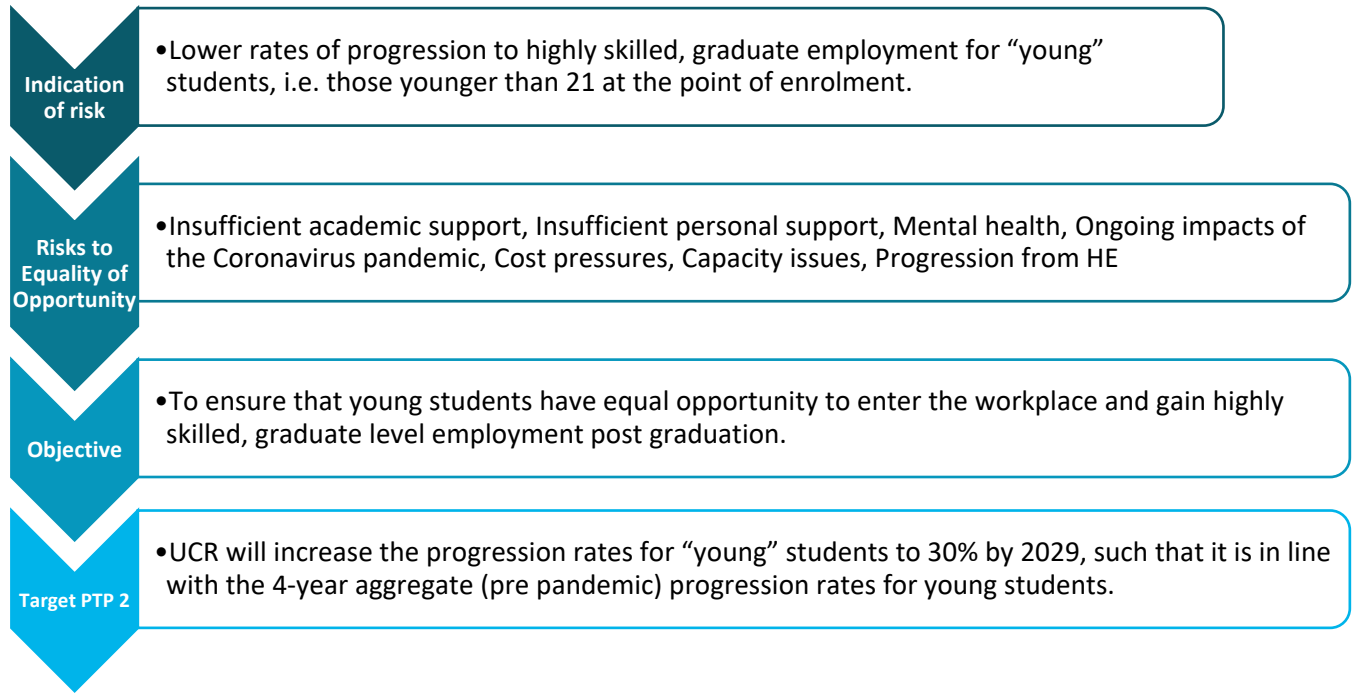 Indication
of risk
•Lower rates of progression to highly skilled, graduate employment for “young”
students, i.e. those younger than 21 at the point of enrolment.
Risks to
Equality of
Opportunity
•Insufficient academic support, Insufficient personal support, Mental health, Ongoing impacts of
the Coronavirus pandemic, Cost pressures, Capacity issues, Progression from HE
Objective
•To ensure that young students have equal opportunity to enter the workplace and gain highly
skilled, graduate level employment post graduation.
Target PTP 2
•UCR will increase the progression rates for “young” students to 30% by 2029, such that it is in line
with the 4-year aggregate (pre pandemic) progression rates for young students.